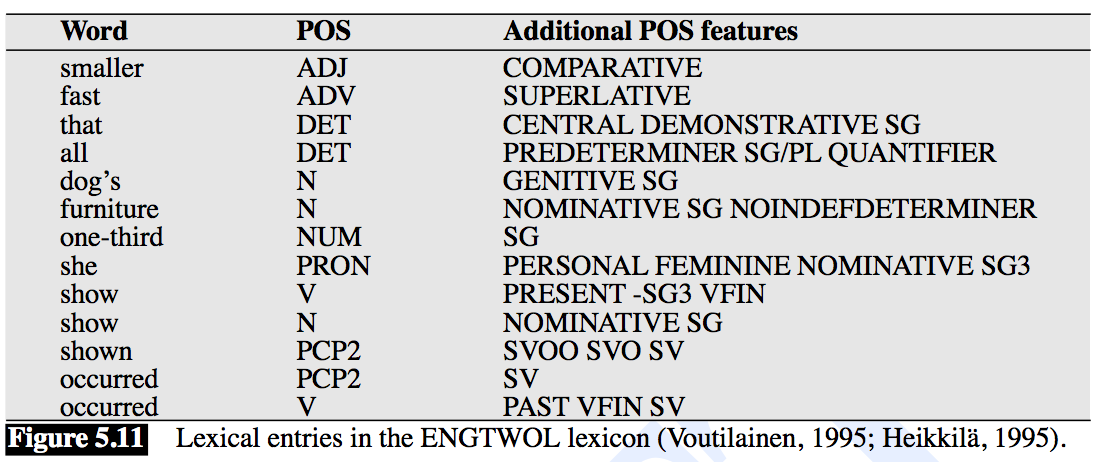 Word POS Additional POS features
smaller ADJ COMPARATIVE
fast ADV SUPERLATIVE
that DET CENTRAL DEMONSTRATIVE SG
all DET PREDETERMINER SG/PL QUANTIFIER
dog’s N GENITIVE SG
furniture N NOMINATIVE SG NOINDEFDETERMINER
one-third NUM SG
she PRON PERSONAL FEMININE NOMINATIVE SG3
show V PRESENT -SG3 VFIN
show N NOMINATIVE SG
shown PCP2 SVOO SVO SV
occurred PCP2 SV
occurred V PAST VFIN SV
Figure 5.11 Lexical entries in the ENGTWOL lexicon (Voutilainen, 1995; Heikkilä, 1995).